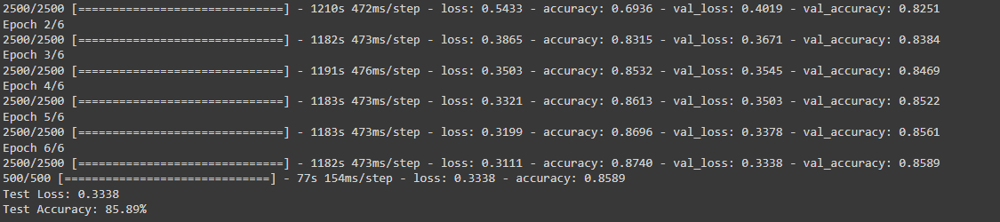 2500/2500 [==============================] - 1210s 472ms/step - loss: 0.5433 - accuracy: 0.6936 - val_loss: 0.4019 - val_accuracy: 0.8251
Epoch 2/6
2500/2500 [==============================] - 1182s 473ms/step - loss: 0.3865 - accuracy: 0.8315 - val_loss: 0.3671 - val_accuracy: 0.8384
Epoch 3/6
2500/2500 [==============================] - 1191s 476ms/step - loss: 0.3503 - accuracy: 0.8532 - val_loss: 0.3545 - val_accuracy: 0.8469
Epoch 4/6
2500/2500 [==============================] - 1183s 473ms/step - loss: 0.3321 - accuracy: 0.8613 - val_loss: 0.3503 - val_accuracy: 0.8522
Epoch 5/6
2500/2500 [==============================] - 1183s 473ms/step - loss: 0.3199 - accuracy: 0.8696 - val_loss: 0.3378 - val_accuracy: 0.8561
Epoch 6/6
2500/2500 [==============================] - 1182s 473ms/step - loss: 0.3111 - accuracy: 0.8740 - val_loss: 0.3338 - val_accuracy: 0.8589
500/500 [==============================] - 77s 154ms/step - loss: 0.3338 - accuracy: 0.8589
Test Loss: 0.3338
Test Accuracy: 85.89%